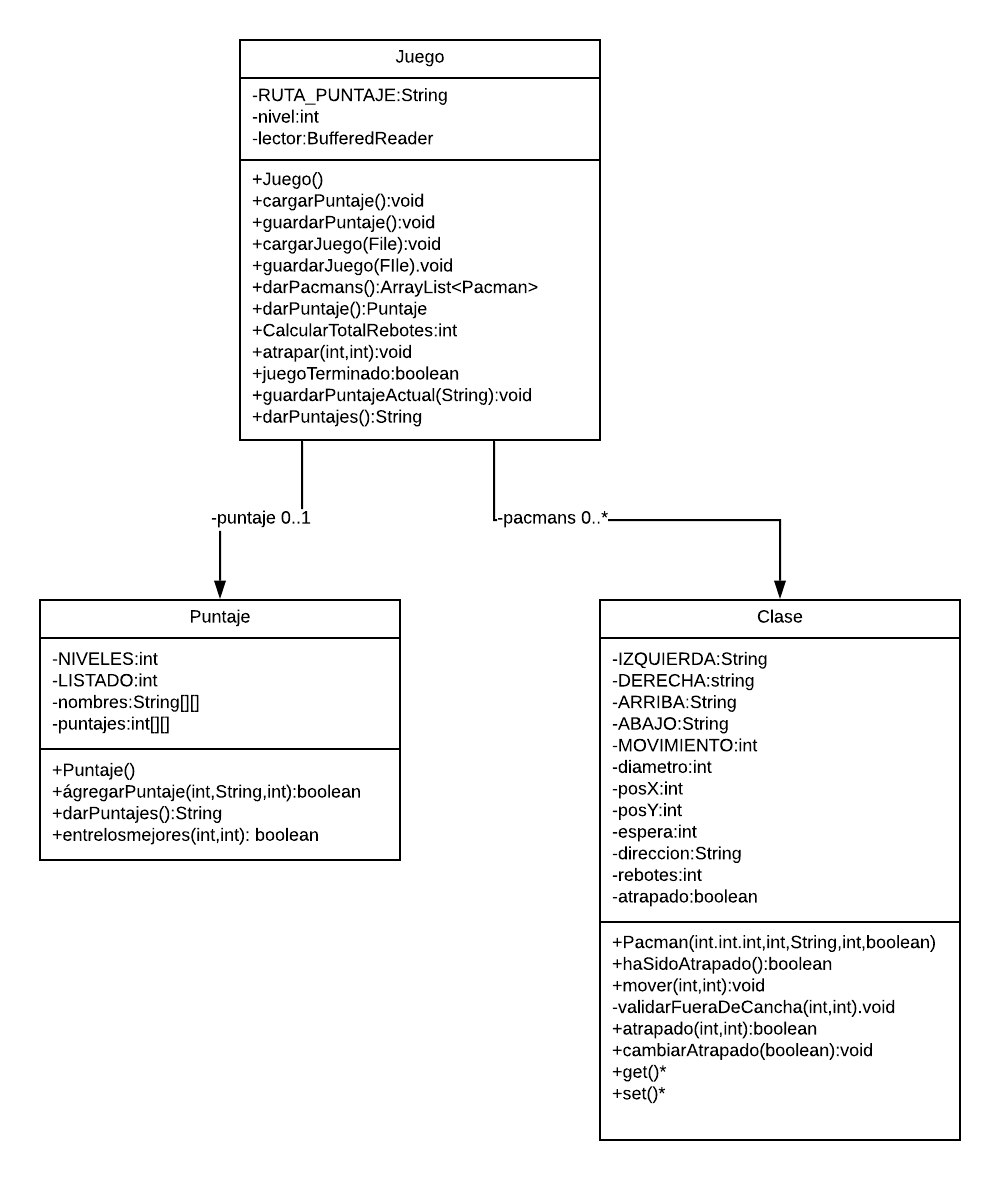 Juego
-RUTA_PUNTAJE:String
-nivel:int
-lector:BufferedReader
+Juego()
+cargarPuntaje():void
+guardarPuntaje():void
+cargarJuego(File):void
+guardarJuego(FIle).void
+darPacmans():ArrayList<Pacman>
+darPuntaje():Puntaje
+CalcularTotalRebotes:int
+atrapar(int,int):void
+juegoTerminado:boolean
+guardarPuntajeActual(String):void
+darPuntajes():String
-puntaje 0..1
-pacmans 0..*
Puntaje
-NIVELES:int
-LISTADO:int
-nombres:String[][]
-puntajes:int[][]
+Puntaje()
+ágregarPuntaje(int,String,int):boolean
+darPuntajes():String
+entrelosmejores(int,int): boolean
Clase
-IZQUIERDA:String
-DERECHA:string
-ARRIBA:String
-ABAJO:String
-MOVIMIENTO:int
-diametro:int
-posX:int
-posY:int
-espera:int
-direccion:String
-rebotes:int
-atrapado:boolean
+Pacman(int.int.int,int,String,int,boolean)
+haSidoAtrapado():boolean
+mover(int,int):void
-validarFueraDeCancha(int,int).void
+atrapado(int,int):boolean
+cambiarAtrapado(boolean):void
+get()*
+set()*